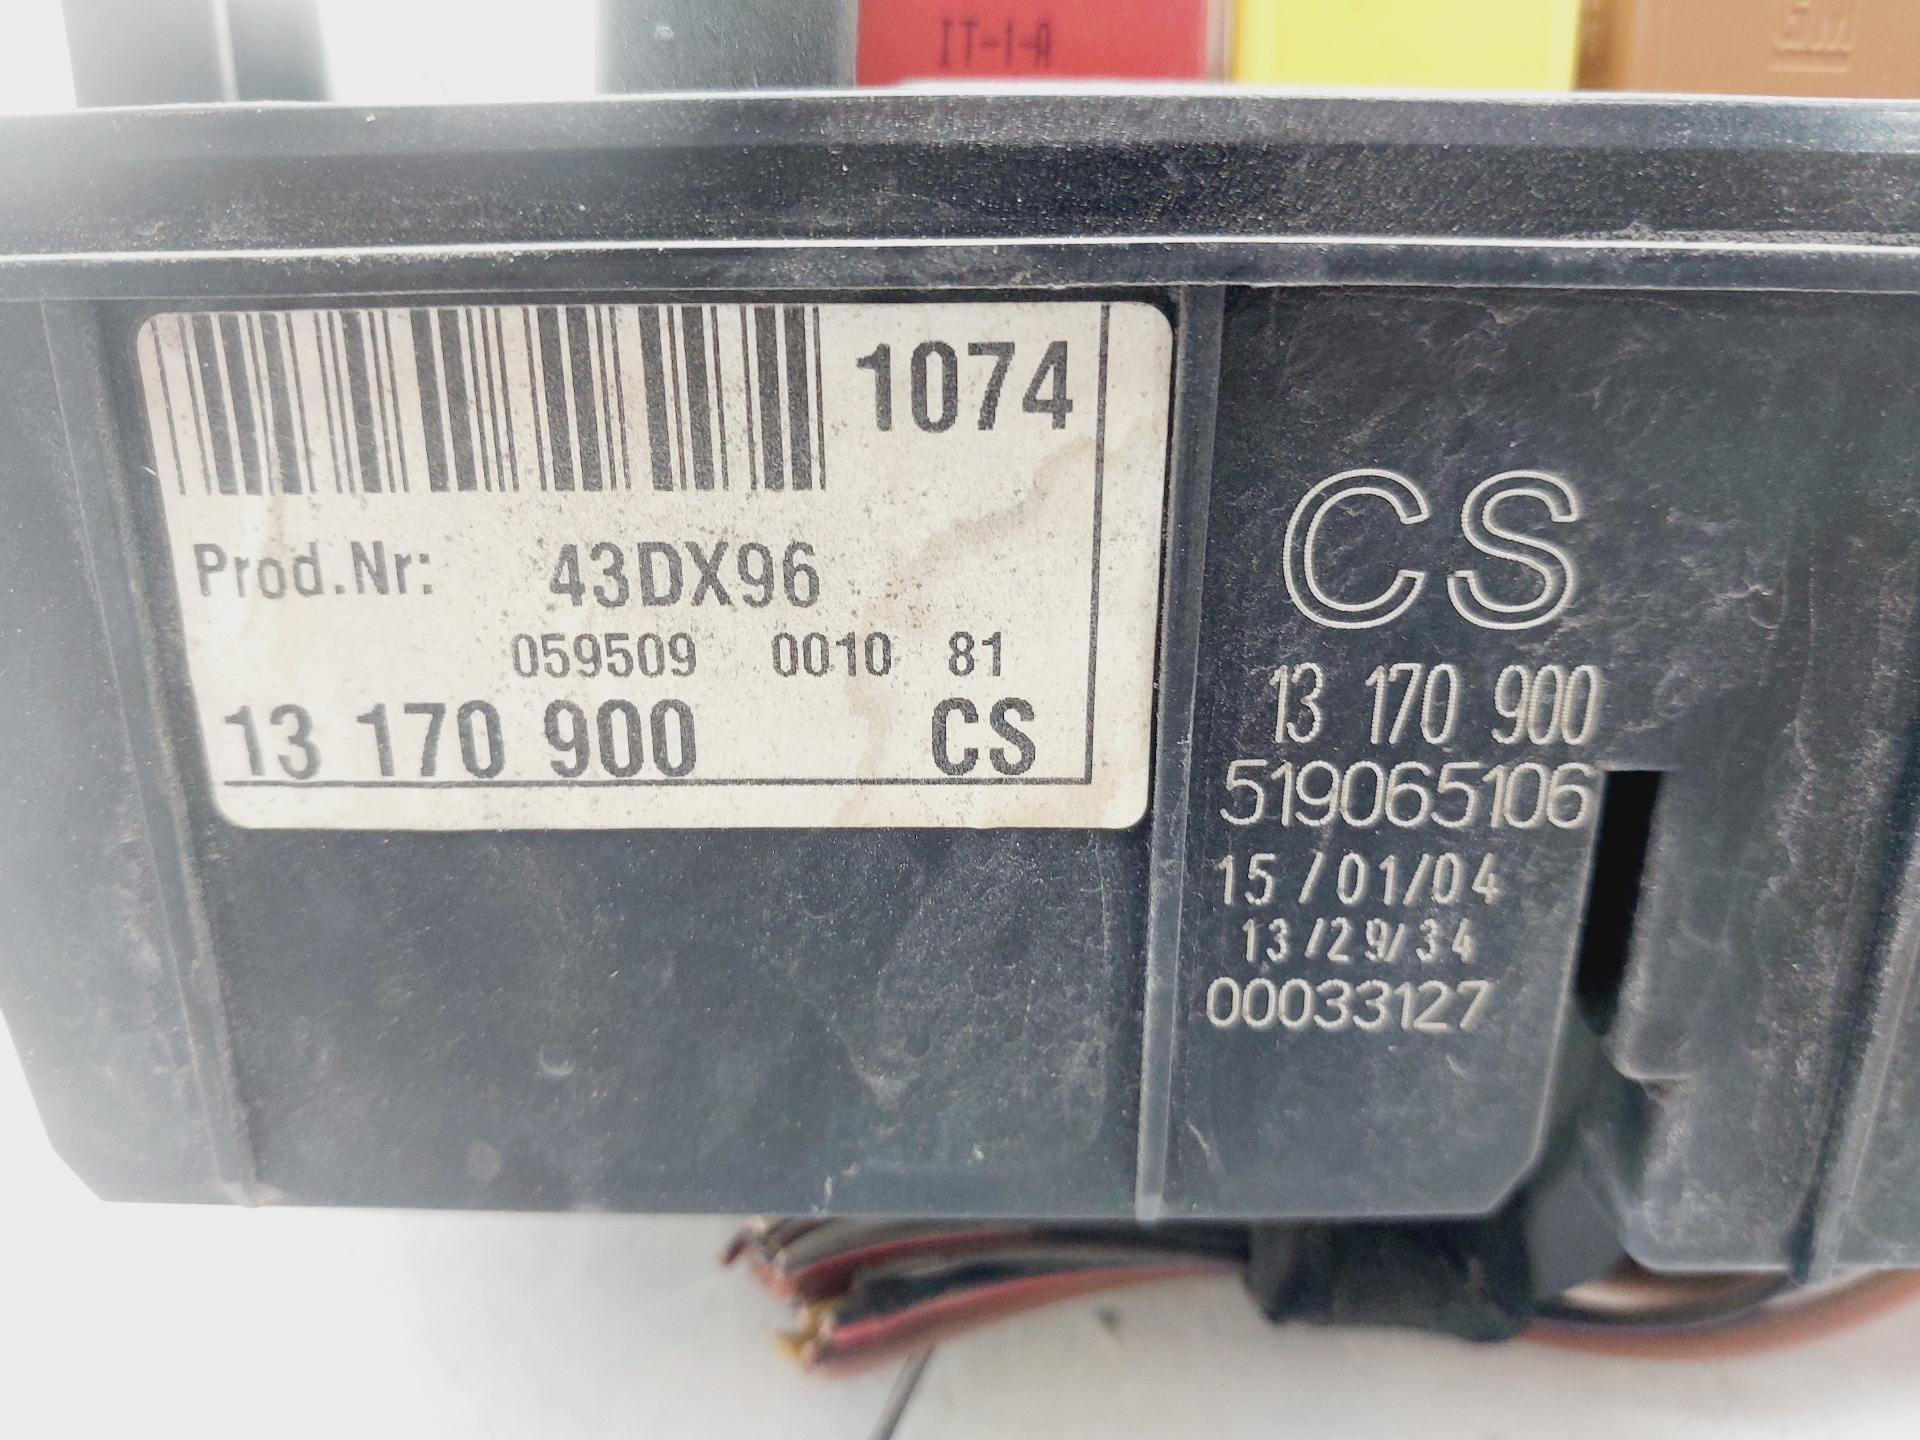 IT-1-A
GM
1074
Prod.Nr: 43DX96
059509 0010 81
13 170 900 CS
CS
13 170 900
519065106
15/01/04
13/29/34
00033127